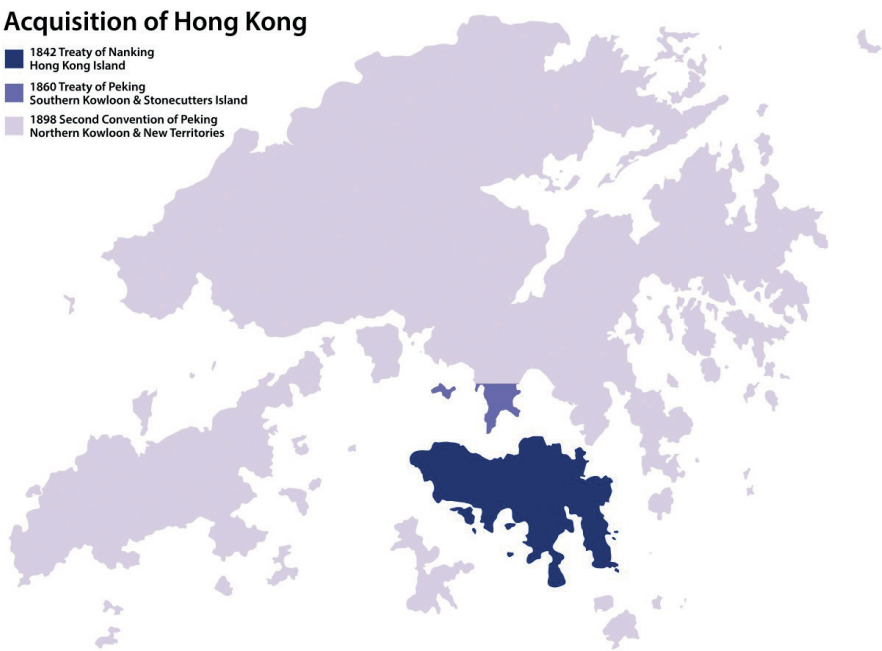 Acquisition of Hong Kong
1842 Treaty of Nanking
Hong Kong Island
1860 Treaty of Peking
Southern Kowloon & Stonecutters Island
1898 Second Convention of Peking
Northern Kowloon & New Territories